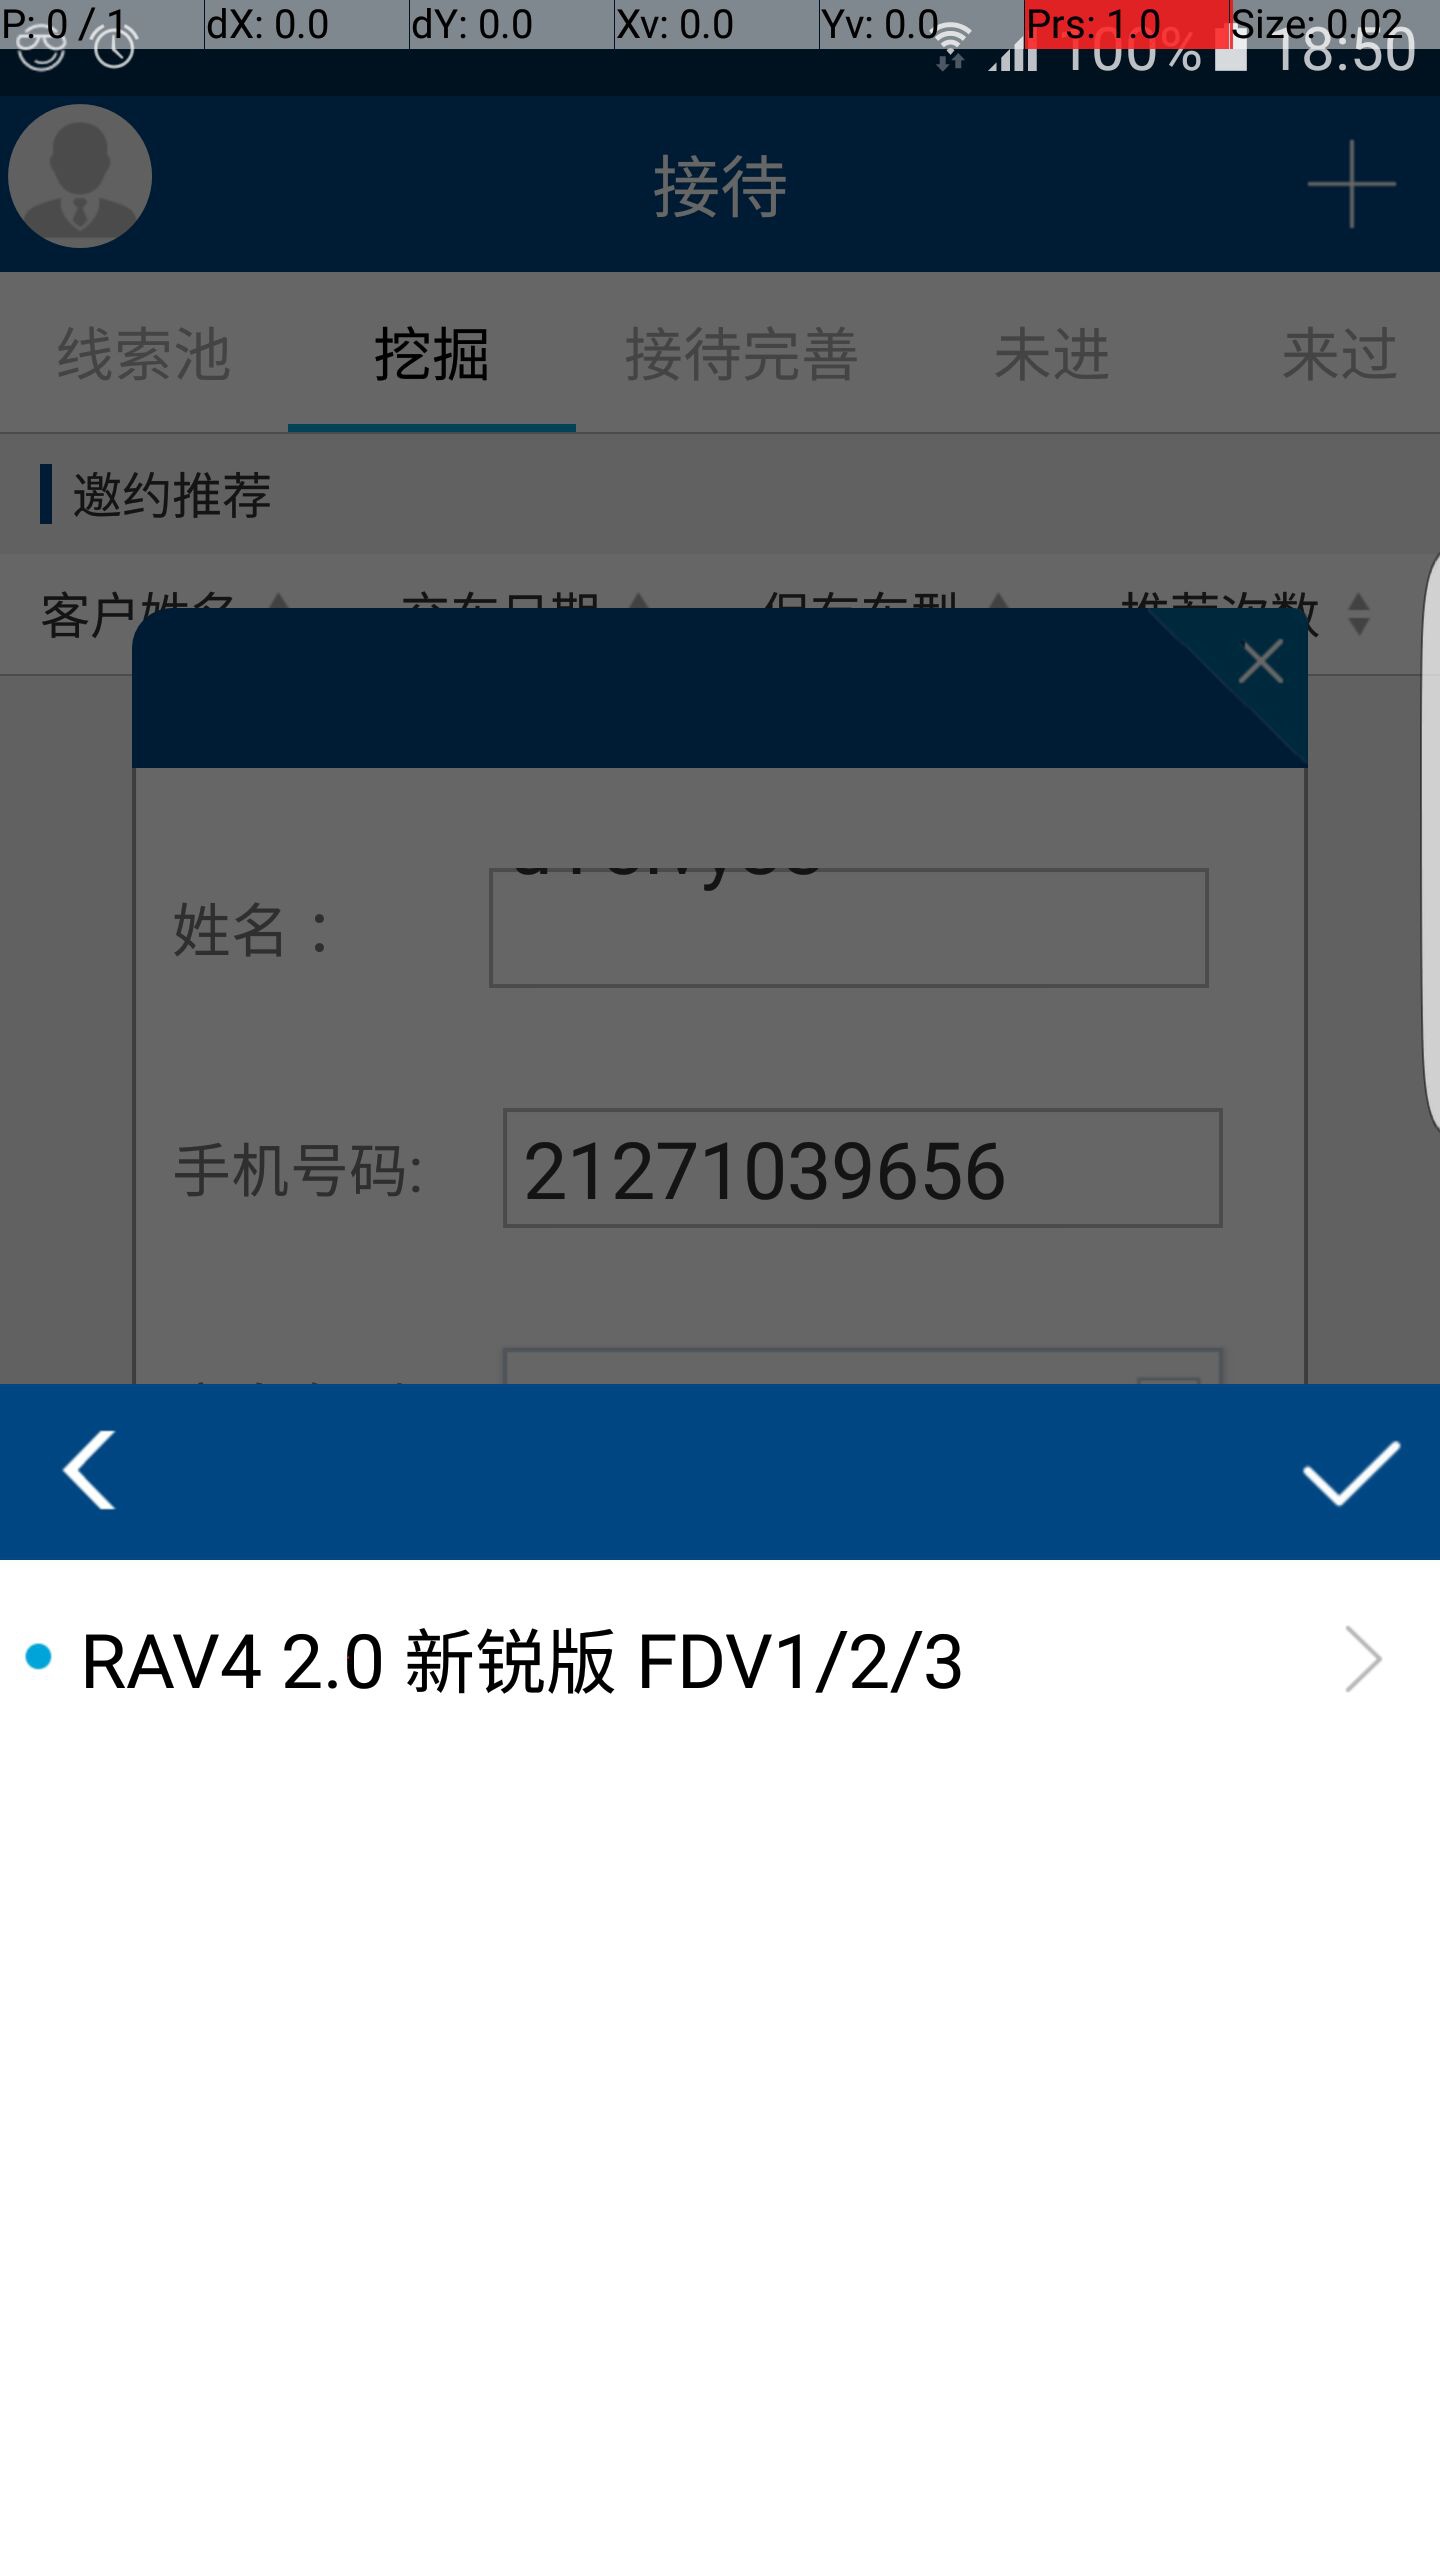 P: 0 / 1 dX: 0.0 dY: 0.0 Xv: 0.0 Yv: 0.0 Prs: 1.0 Size: 0.02
100% 18:50
接待
线索池 挖掘 接待完善 未进 来过
邀约推荐
客户姓名 交车日期 保有车型 推荐次数
姓名：
手机号码: 21271039656
RAV4 2.0 新锐版 FDV1/2/3